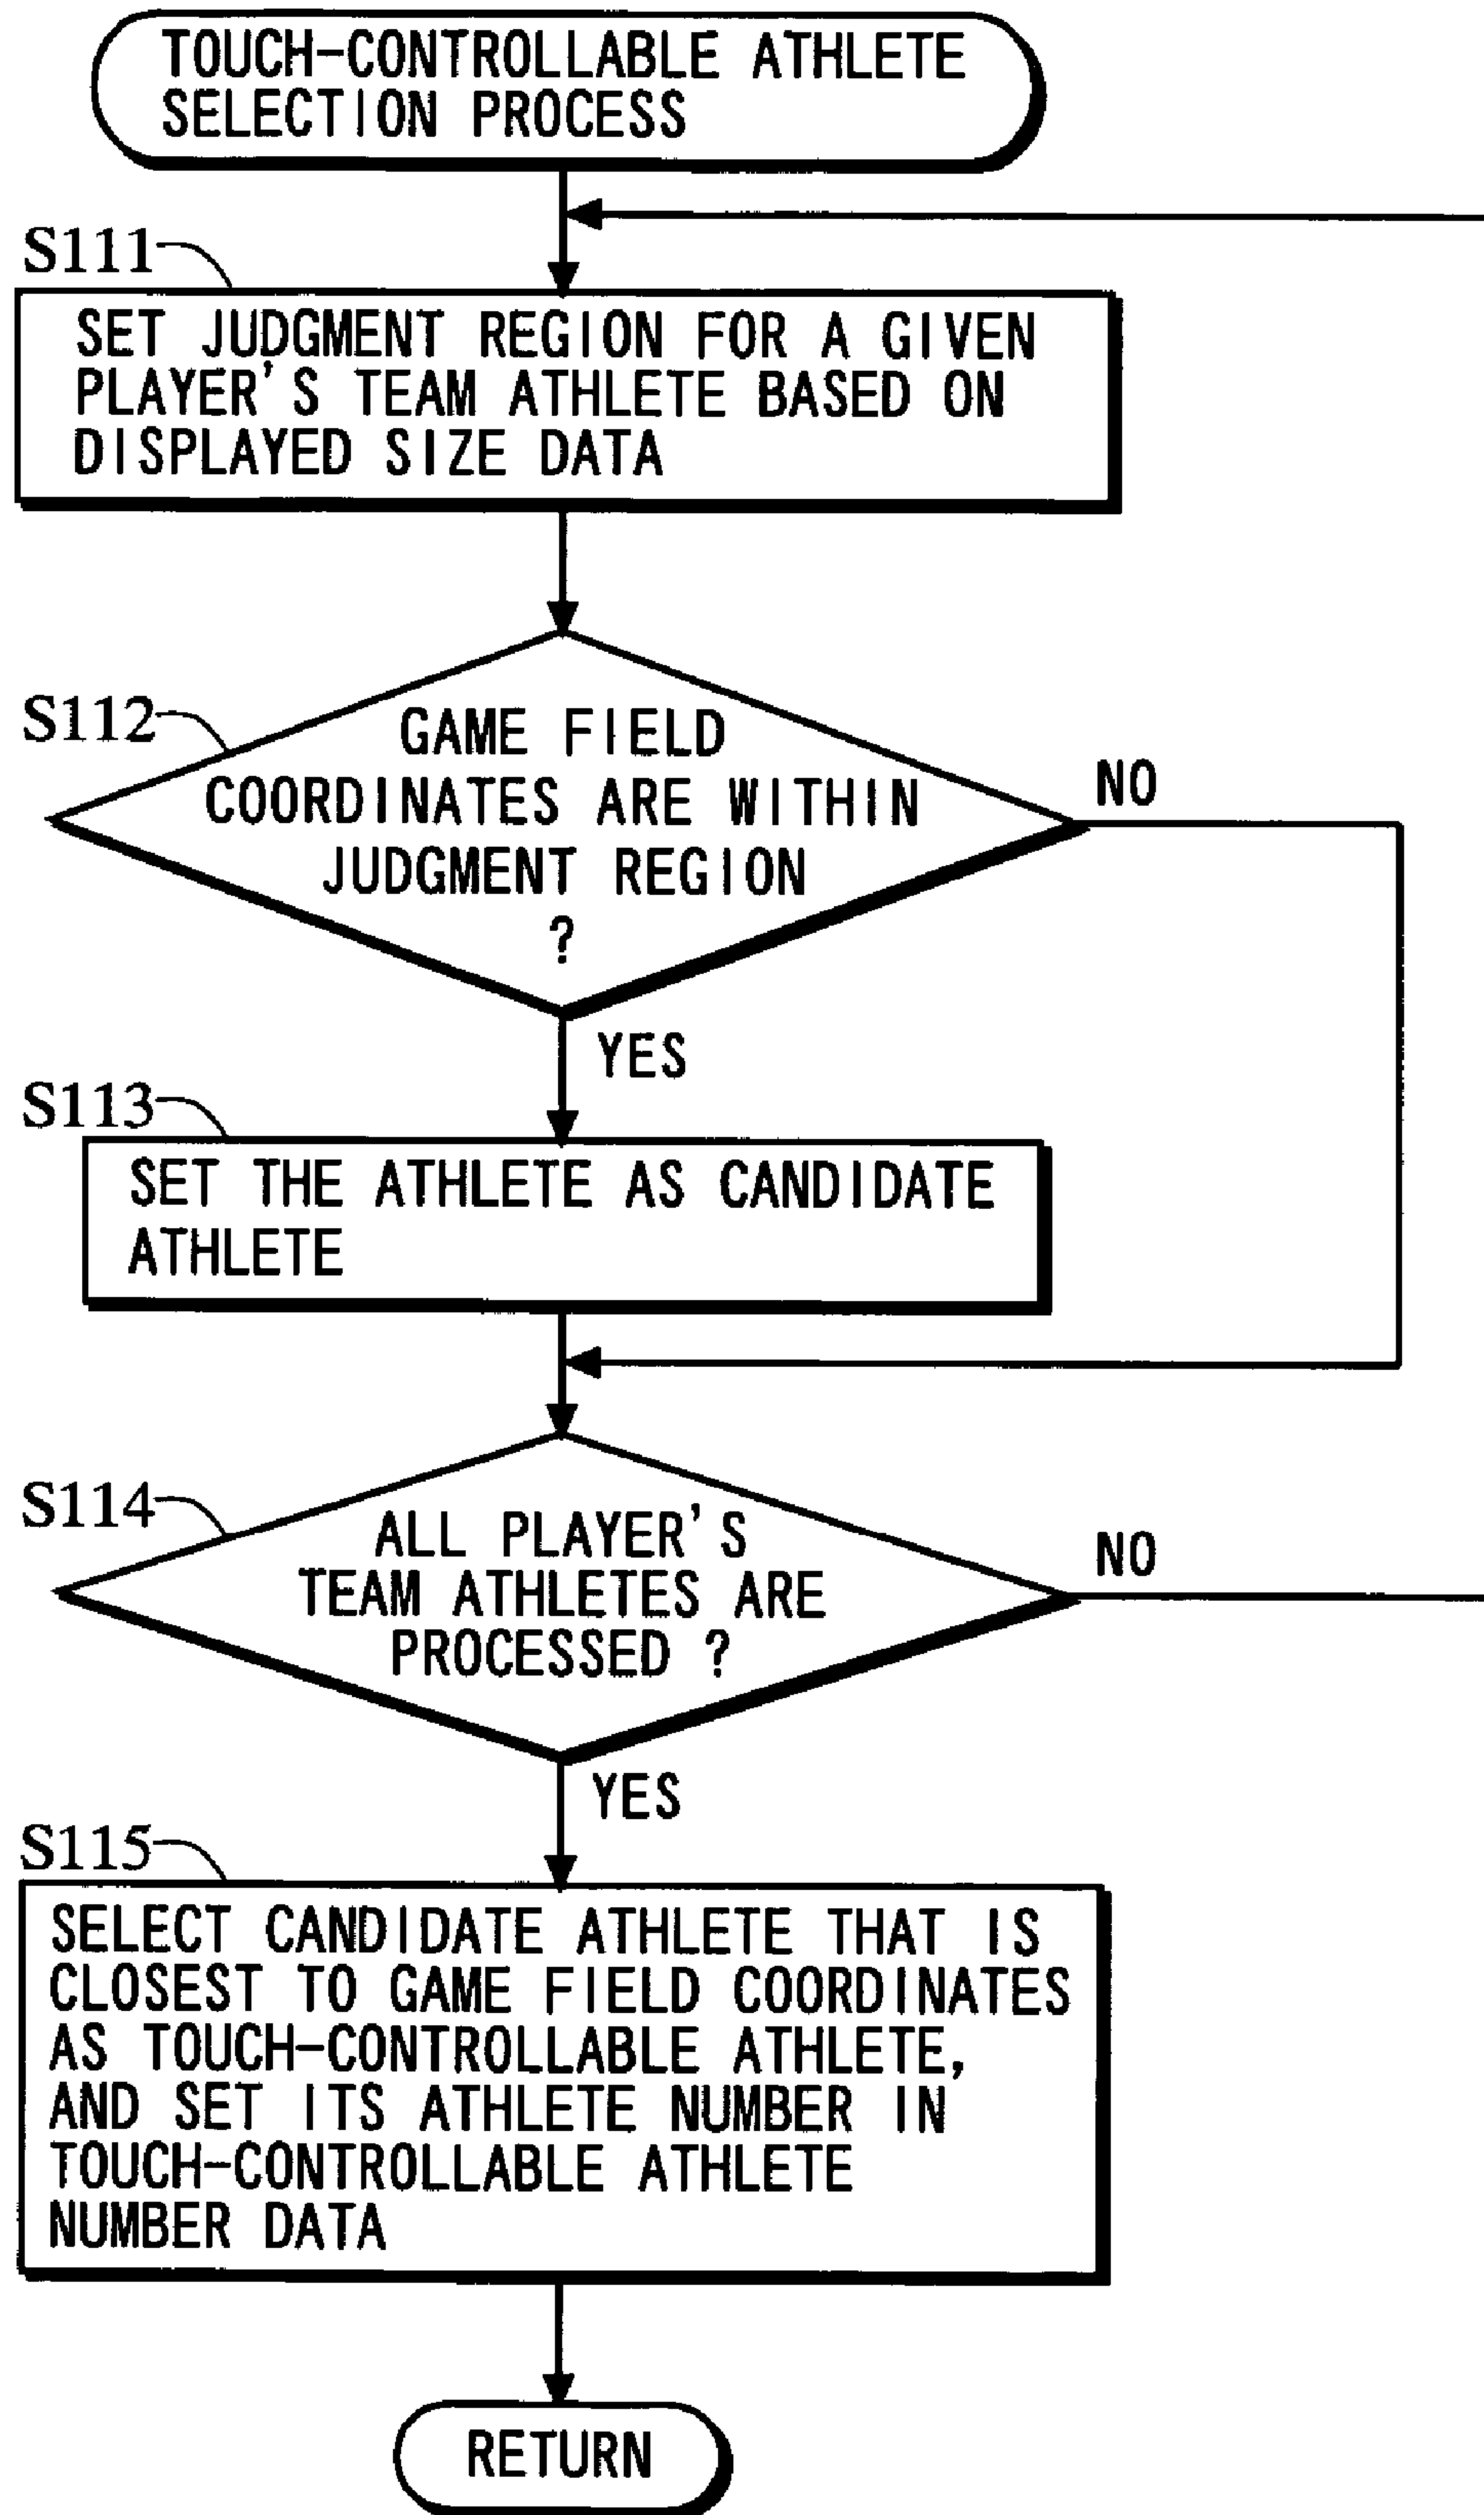 TOUCH-CONTROLLABLE ATHLETE
SELECTION PROCESS
S111
SET JUDGMENT REGION FOR A GIVEN
PLAYER'S TEAM ATHLETE BASED ON
DISPLAYED SIZE DATA
S112
GAME FIELD
COORDINATES ARE WITHIN
JUDGMENT REGION
?
NO
YES
S113
SET THE ATHLETE AS CANDIDATE
ATHLETE
S114
ALL PLAYER'S
TEAM ATHLETES ARE
PROCESSED ?
NO
YES
S115
SELECT CANDIDATE ATHLETE THAT IS
CLOSEST TO GAME FIELD COORDINATES
AS TOUCH-CONTROLLABLE ATHLETE,
AND SET ITS ATHLETE NUMBER IN
TOUCH-CONTROLLABLE ATHLETE
NUMBER DATA
RETURN